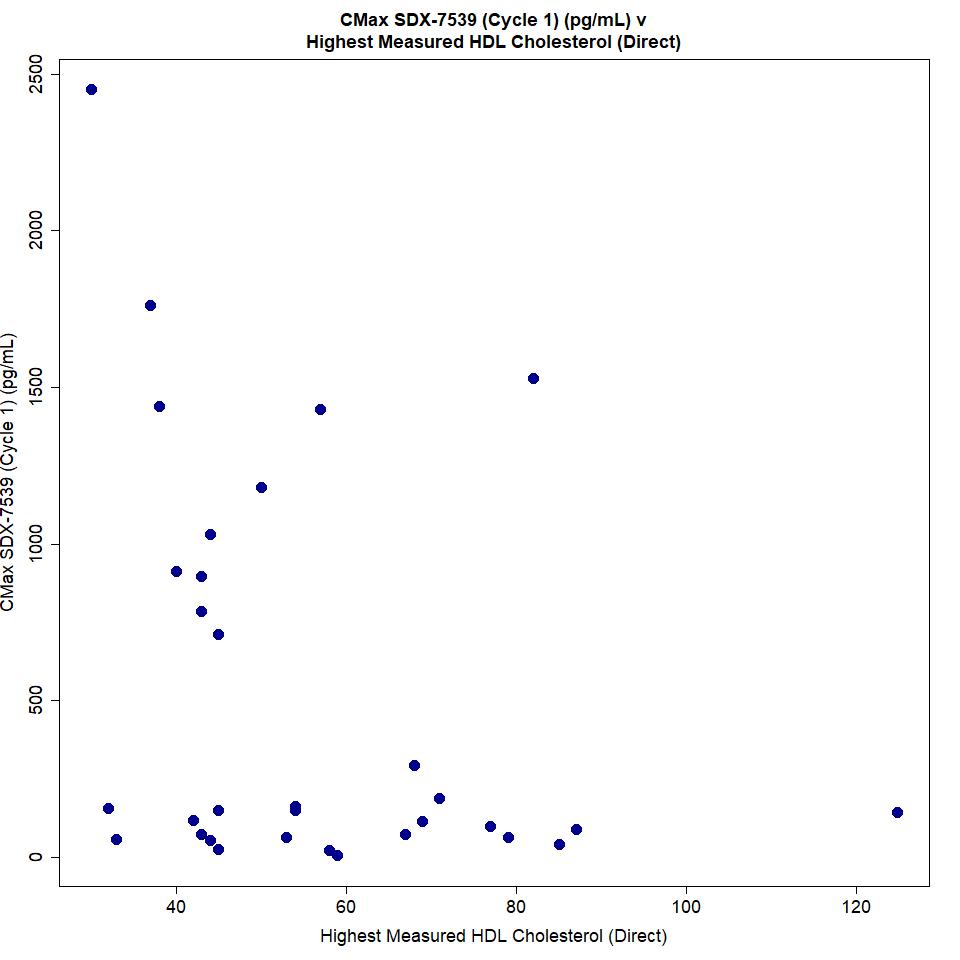 CMax SDX-7539 (Cycle 1) (pg/mL) v
Highest Measured HDL Cholesterol (Direct)
CMax SDX-7539 (Cycle 1) (pg/mL)
2500
2000
1500
1000
500
0
40 60 80 100 120
Highest Measured HDL Cholesterol (Direct)